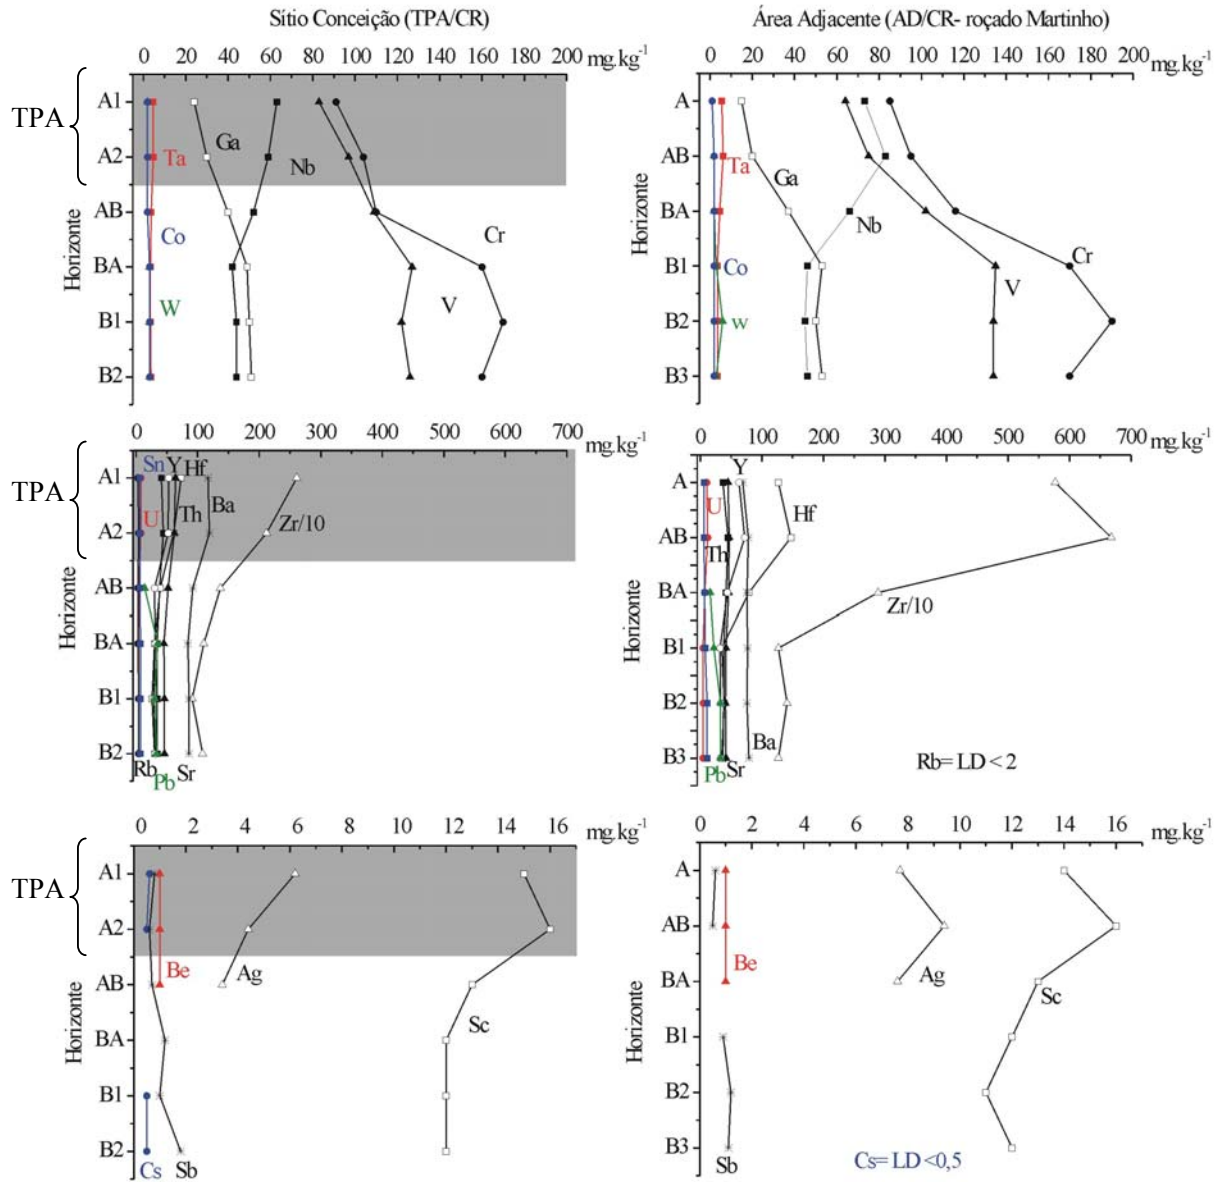 Sítio Conceição (TPA/CR)
0 20 40 60 80 100 120 140 160 180 200 mg.kg-1
TPA
Horizonte
A1
A2
AB
BA
B1
B2
Ga
Ta
Nb
Co
Cr
W
V
Área Adjacente (AD/CR- roçado Martinho)
0 20 40 60 80 100 120 140 160 180 200 mg.kg-1
Horizonte
A
AB
BA
B1
B2
B3
Ta
Ga
Nb
Co
Cr
V
w
0 100 200 300 400 500 600 700 mg.kg-1
TPA
Horizonte
A1
A2
AB
BA
B1
B2
Sn Y Hf
U Th Ba
Zr/10
Rb
Pb
Sr
0 100 200 300 400 500 600 700 mg.kg-1
Horizonte
A
AB
BA
B1
B2
B3
Y
U
Hf
Th
Zr/10
Ba
Pb Sr
Rb= LD < 2
0 2 4 6 8 10 12 14 16 mg.kg-1
TPA
Horizonte
A1
A2
AB
BA
B1
B2
Be
Ag
Sc
Cs
Sb
0 2 4 6 8 10 12 14 16 mg.kg-1
Horizonte
A
AB
BA
B1
B2
B3
Be
Ag
Sc
Sb
Cs= LD <0,5